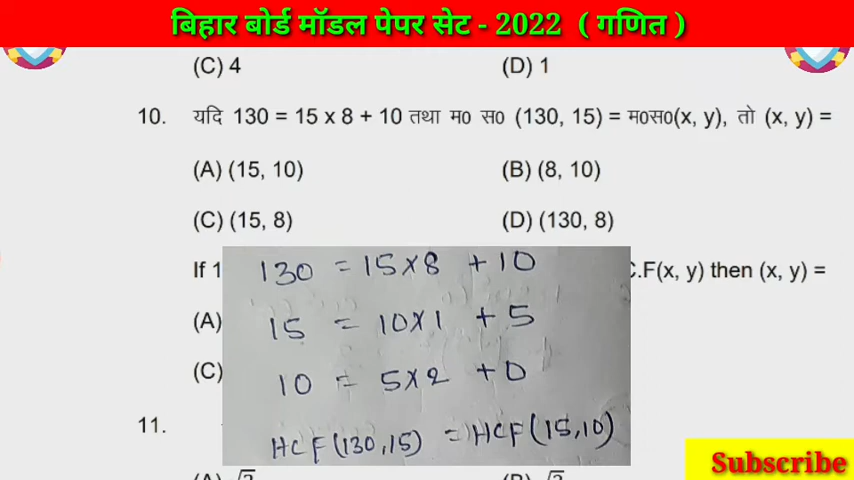 बिहार बोर्ड मॉडल पेपर सेट - 2022 ( गणित )
(C) 4 (D) 1
10. यदि 130 = 15 x 8 + 10 तथा म0 स0 (130, 15) = म0स0(x, y), तो (x, y) =
(A) (15, 10) (B) (8, 10)
(C) (15, 8) (D) (130, 8)
If 1 C.F(x, y) then (x, y) =
(A)
(C)
130 = 15x8 + 10
15 = 10x1 + 5
10 = 5x2 + 0
HCF(130,15) = HCF(15,10)
11.
Subscribe